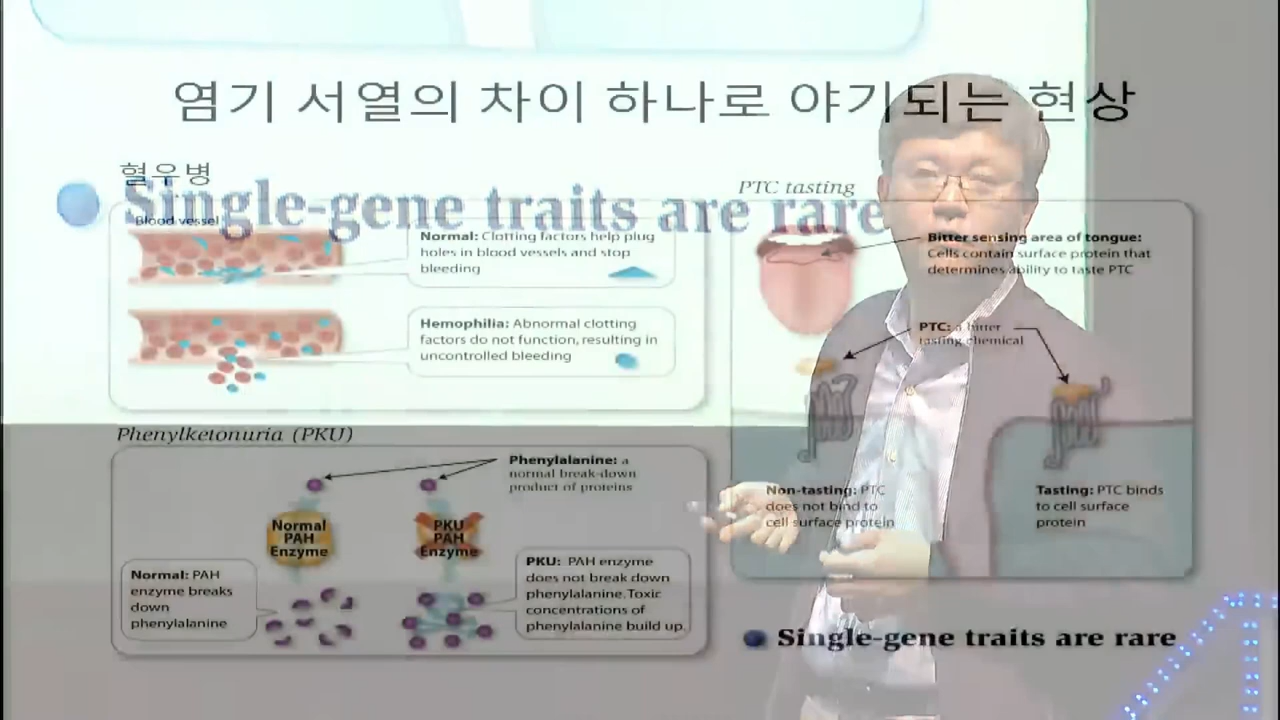 염기 서열의 차이 하나로 야기되는 현상
혈우병
Single-gene traits are rare
Blood vessel
Normal: Clotting factors help plug
holes in blood vessels and stop
bleeding
Hemophilia: Abnormal clotting
factors do not function, resulting in
uncontrolled bleeding
PTC tasting
Bitter sensing area of tongue:
Cells contain surface protein that
determines ability to taste PTC
PTC: a bitter
tasting chemical
Non-tasting: PTC
does not bind to
cell surface protein
Tasting: PTC binds
to cell surface
protein
Phenylketonuria (PKU)
Phenylalanine: a
normal break-down
product of proteins
Normal
PAH
Enzyme
PKU
PAH
Enzyme
Normal: PAH
enzyme breaks
down
phenylalanine
PKU: PAH enzyme
does not break down
phenylalanine. Toxic
concentrations of
phenylalanine build up.
Single-gene traits are rare